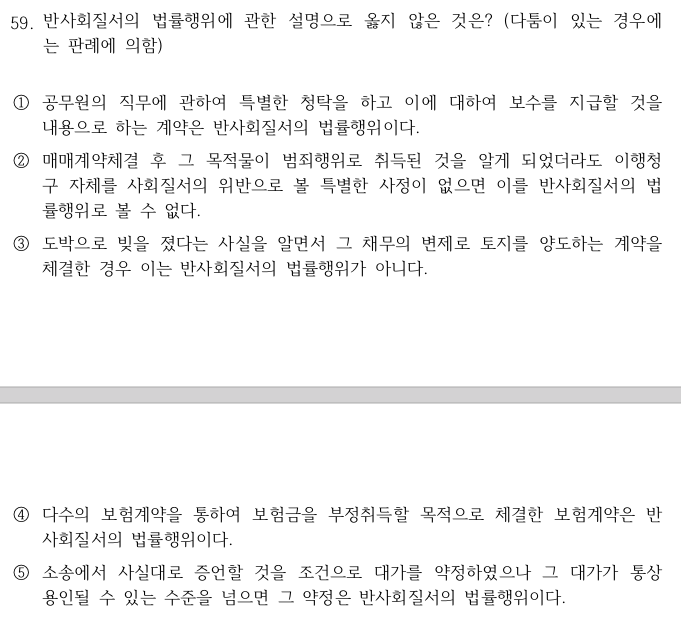 59. 반사회질서의 법률행위에 관한 설명으로 옳지 않은 것은? (다툼이 있는 경우에
는 판례에 의함)
① 공무원의 직무에 관하여 특별한 청탁을 하고 이에 대하여 보수를 지급할 것을
내용으로 하는 계약은 반사회질서의 법률행위이다.
② 매매계약체결 후 그 목적물이 범죄행위로 취득된 것을 알게 되었더라도 이행청
구 자체를 사회질서의 위반으로 볼 특별한 사정이 없으면 이를 반사회질서의 법
률행위로 볼 수 없다.
③ 도박으로 빚을 졌다는 사실을 알면서 그 채무의 변제로 토지를 양도하는 계약을
체결한 경우 이는 반사회질서의 법률행위가 아니다.
④ 다수의 보험계약을 통하여 보험금을 부정취득할 목적으로 체결한 보험계약은 반
사회질서의 법률행위이다.
⑤ 소송에서 사실대로 증언할 것을 조건으로 대가를 약정하였으나 그 대가가 통상
용인될 수 있는 수준을 넘으면 그 약정은 반사회질서의 법률행위이다.